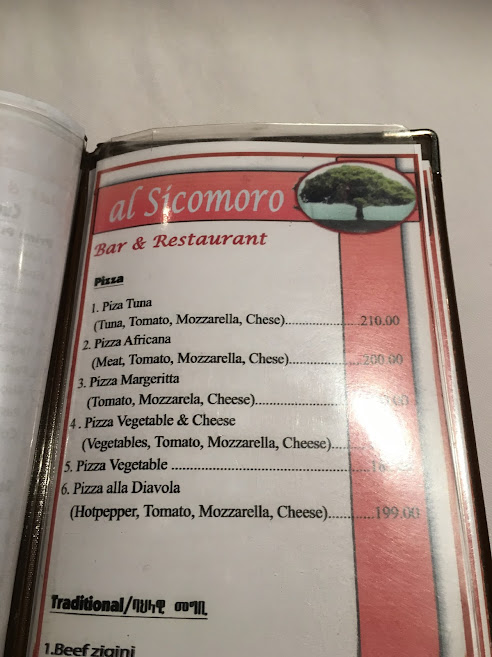 al Sicomoro
Bar & Restaurant
Pizza
1. Piza Tuna
(Tuna, Tomato, Mozzarella, Chese)..................210.00
2. Pizza Africana
(Meat, Tomato, Mozzarella, Chese)..................200.00
3. Pizza Margeritta
(Tomato, Mozzarela, Cheese)
4 . Pizza Vegetable & Cheese
(Vegetables, Tomato, Mozzarella, Cheese)
5. Pizza Vegetable
6. Pizza alla Diavola
(Hotpepper, Tomato, Mozzarella, Cheese)............199.00
Traditional/ባህላዊ መግቢ
1.Beef zigini